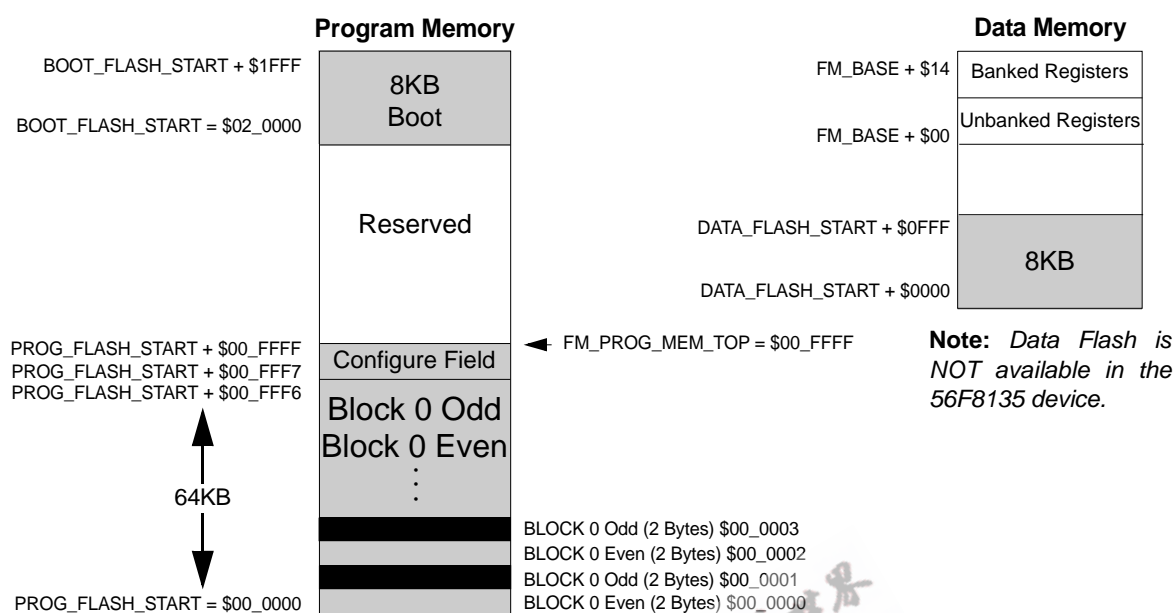 Program Memory
BOOT_FLASH_START + $1FFF
8KB
Boot
BOOT_FLASH_START = $02_0000
Reserved
PROG_FLASH_START + $00_FFFF
PROG_FLASH_START + $00_FFF7
PROG_FLASH_START + $00_FFF6
Configure Field
FM_PROG_MEM_TOP = $00_FFFF
Block 0 Odd
Block 0 Even
64KB
BLOCK 0 Odd (2 Bytes) $00_0003
BLOCK 0 Even (2 Bytes) $00_0002
BLOCK 0 Odd (2 Bytes) $00_0001
BLOCK 0 Even (2 Bytes) $00_0000
PROG_FLASH_START = $00_0000
Data Memory
FM_BASE + $14
Banked Registers
Unbanked Registers
FM_BASE + $00
DATA_FLASH_START + $0FFF
8KB
DATA_FLASH_START + $0000
Note: Data Flash is
NOT available in the
56F8135 device.